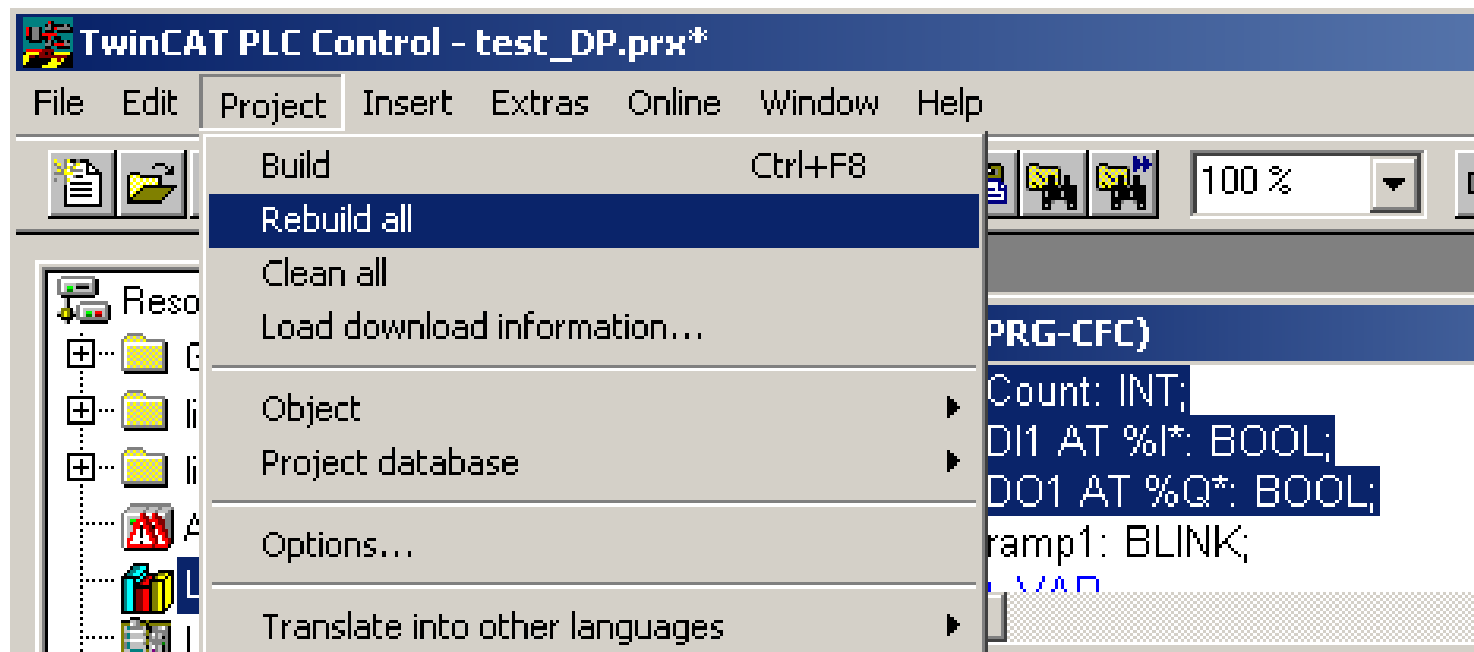 TwinCAT PLC Control - test_DP.prx*
File Edit Project Insert Extras Online Window Help
Build Ctrl+F8
100 %
Rebuild all
Clean all
Reso
Load download information...
PRG-CFC)
Count: INT;
Object
DI1 AT %I*: BOOL;
Project database
DO1 AT %Q*: BOOL;
Options...
ramp1: BLINK;
Translate into other languages